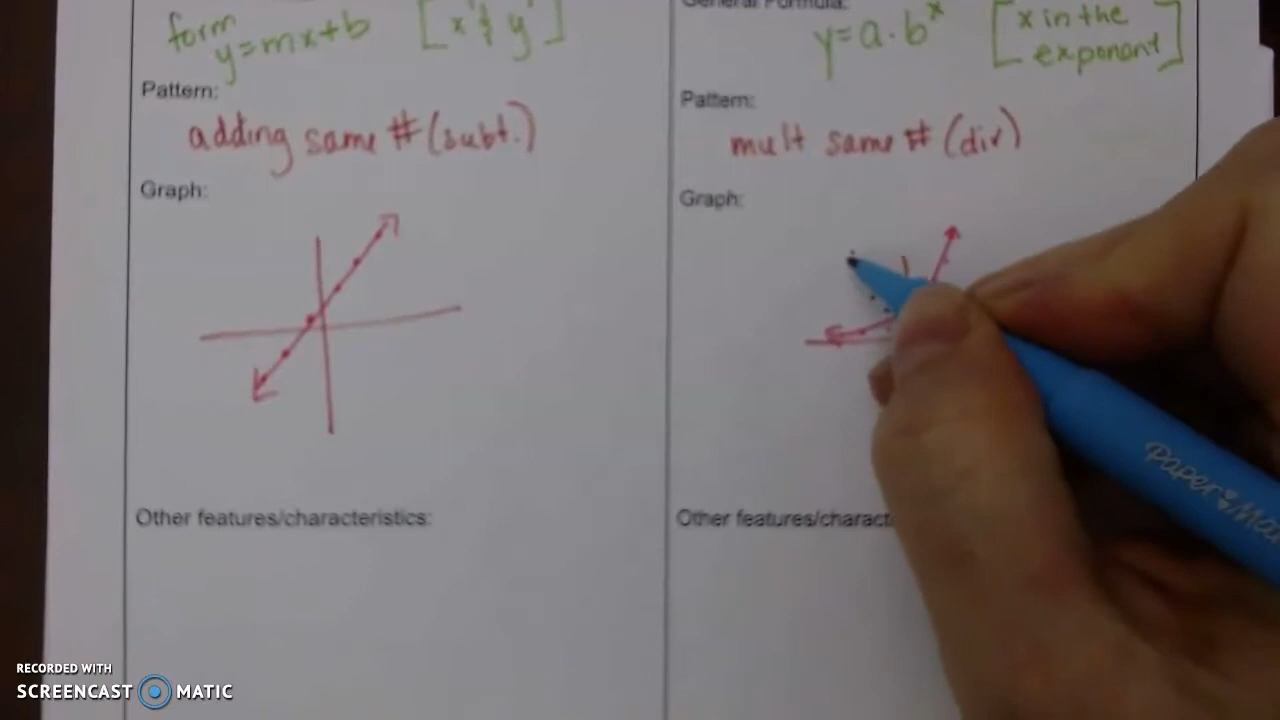 form
y=mx+b [x' & y']
Pattern:
adding same # (subt.)
Graph:
Other features/characteristics:
General Formula:
y=a·b^x [x in the
exponent]
Pattern:
mult same # (div)
Graph:
Other features/charact
Paper Ma
RECORDED WITH
SCREENCAST MATIC